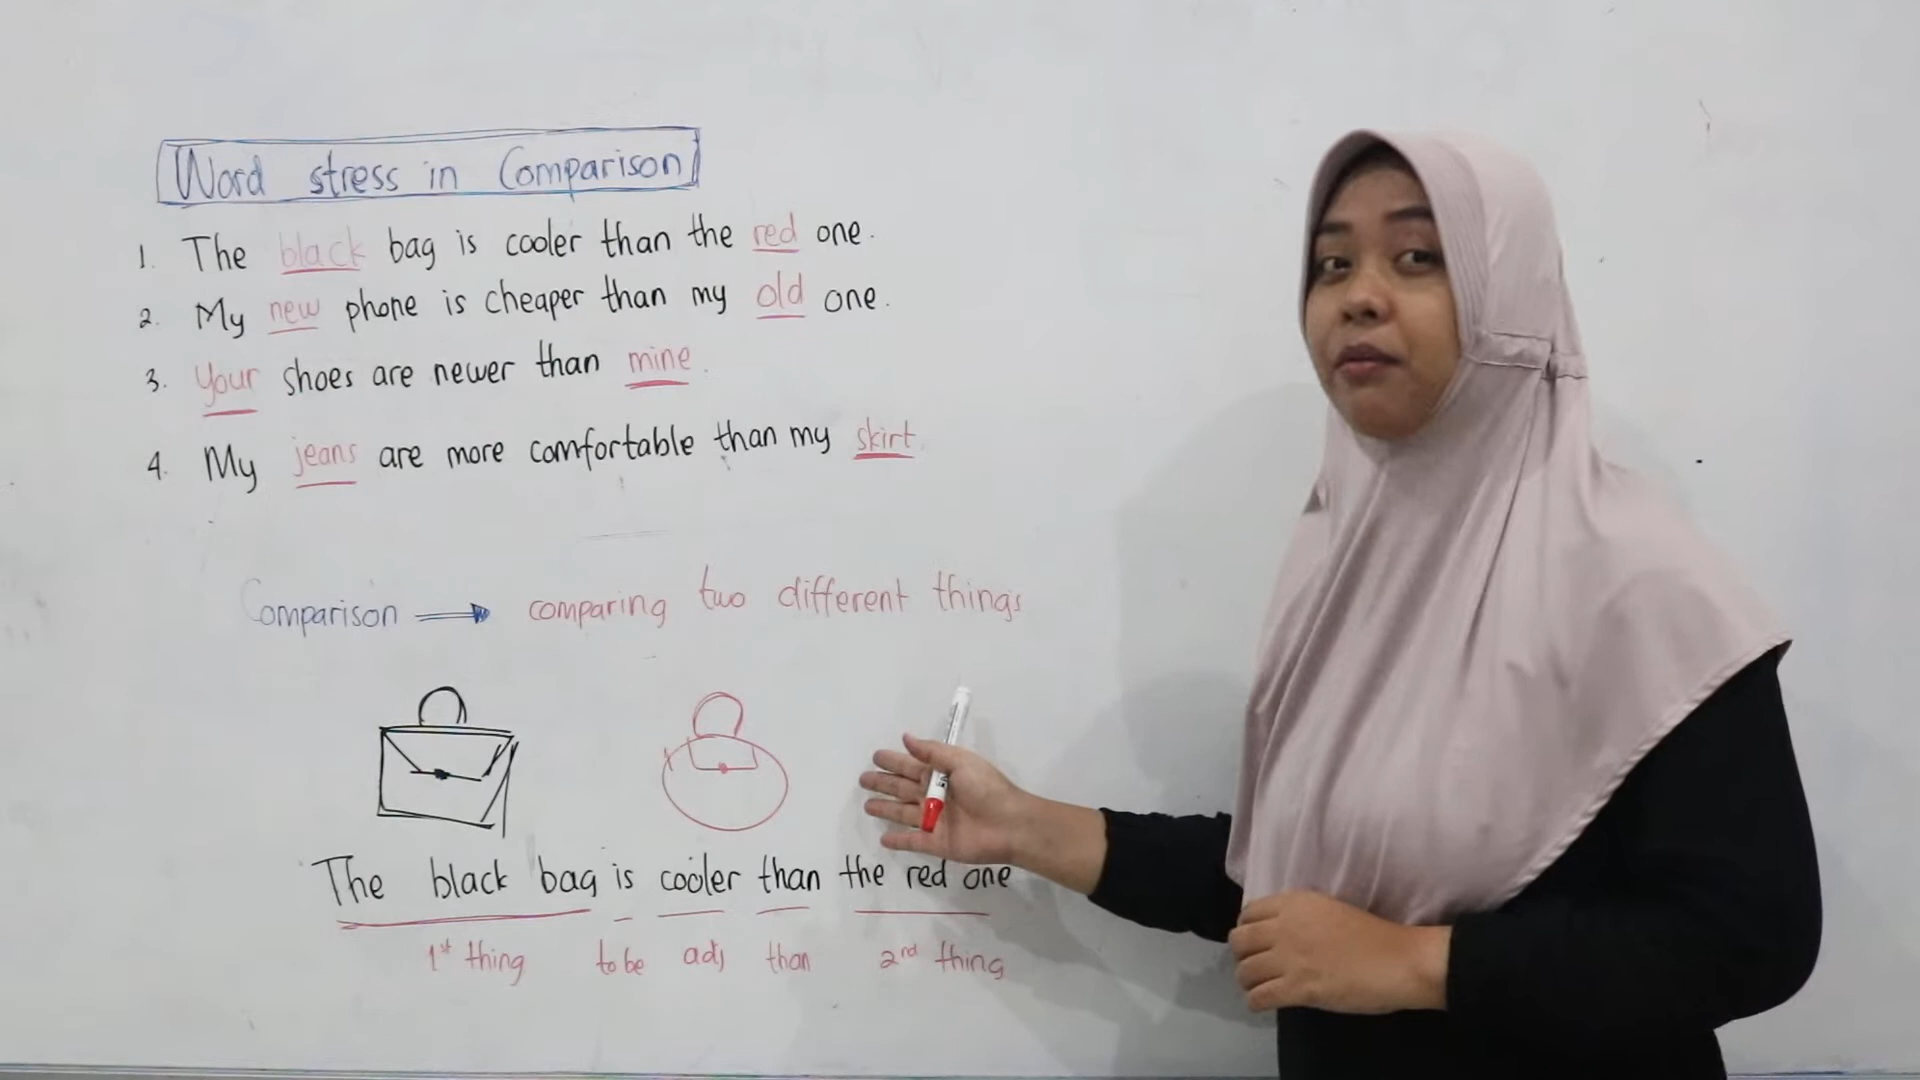 Word stress in Comparison
1. The black bag is cooler than the red one.
2. My new phone is cheaper than my old one.
3. Your shoes are newer than mine.
4. My jeans are more comfortable than my skirt.
Comparison → comparing two different things
The black bag is cooler than the red one
1st thing to be adj than 2nd thing